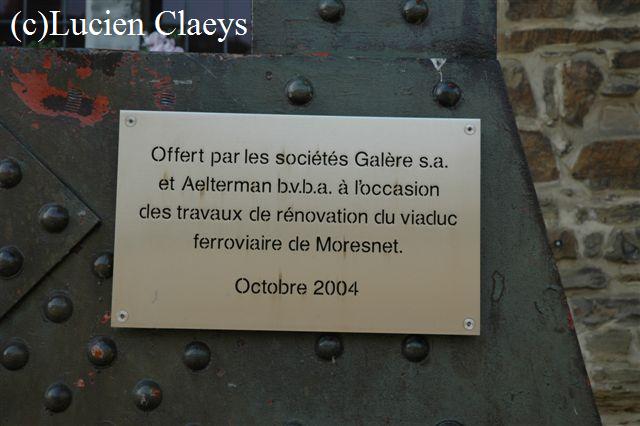 (c)Lucien Claeys
Offert par les sociétés Galère s.a.
et Aelterman b.v.b.a. à l'occasion
des travaux de rénovation du viaduc
ferroviaire de Moresnet.
Octobre 2004